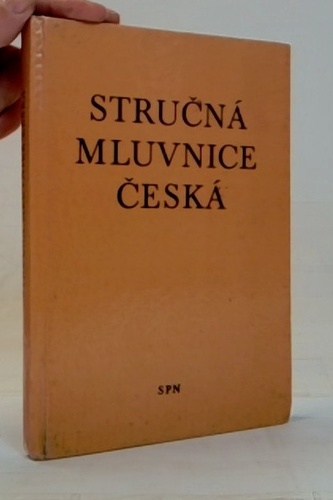 STRUČNÁ
MLUVNICE
ČESKÁ
SPN